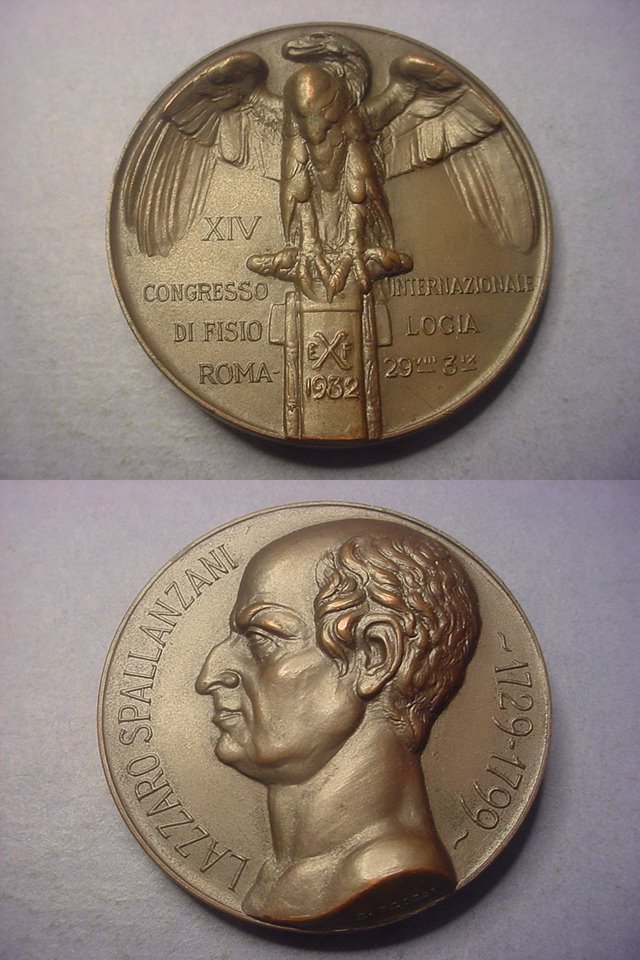 XIV
CONGRESSO INTERNAZIONALE
DI FISIO LOGIA
ROMA- 29 VIII 3 IX
E X F
1932
LAZZARO SPALLANZANI
~1729-1799~